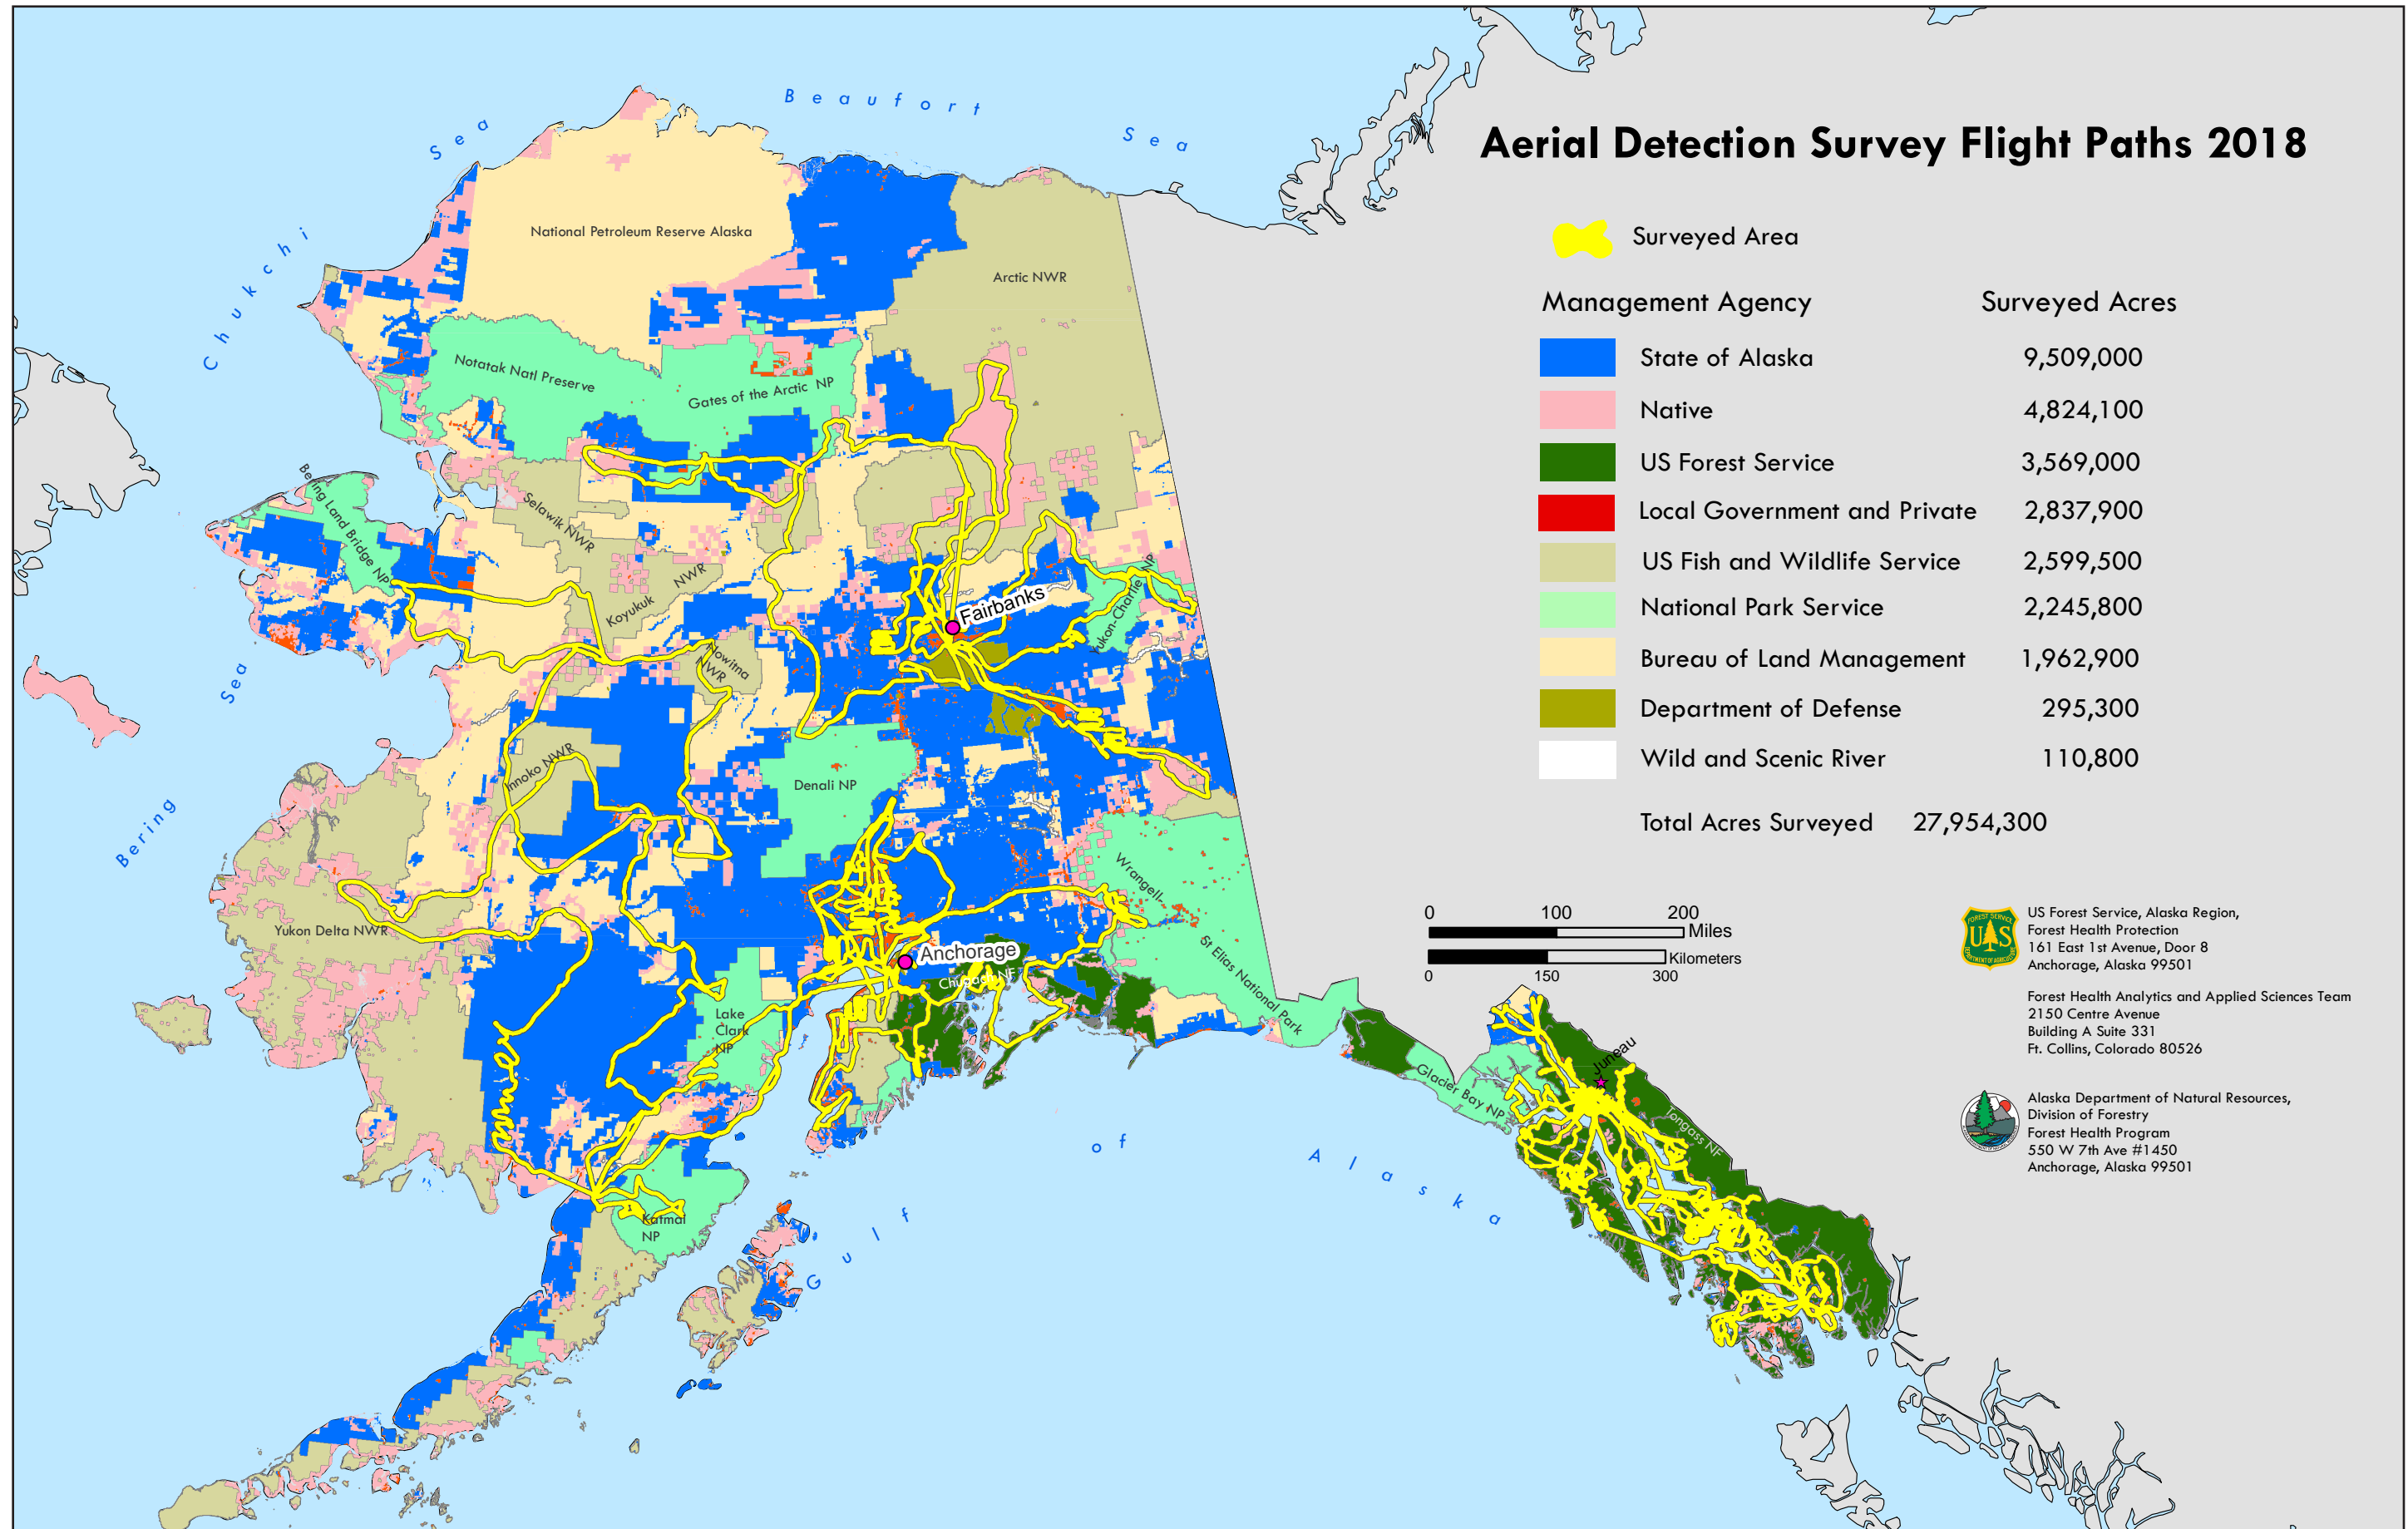 Aerial Detection Survey Flight Paths 2018
Surveyed Area
Management Agency Surveyed Acres
State of Alaska 9,509,000
Native 4,824,100
US Forest Service 3,569,000
Local Government and Private 2,837,900
US Fish and Wildlife Service 2,599,500
National Park Service 2,245,800
Bureau of Land Management 1,962,900
Department of Defense 295,300
Wild and Scenic River 110,800
Total Acres Surveyed 27,954,300
0 100 200
Miles
Kilometers
0 150 300
US Forest Service, Alaska Region,
Forest Health Protection
161 East 1st Avenue, Door 8
Anchorage, Alaska 99501
Forest Health Analytics and Applied Sciences Team
2150 Centre Avenue
Building A Suite 331
Ft. Collins, Colorado 80526
Alaska Department of Natural Resources,
Division of Forestry
Forest Health Program
550 W 7th Ave #1450
Anchorage, Alaska 99501
FOREST SERVICE
UAS
DEPARTMENT OF AGRICULTURE
Beaufort Sea
Chukchi Sea
Bering Sea
Gulf of Alaska
National Petroleum Reserve Alaska
Arctic NWR
Notatak Natl Preserve
Gates of the Arctic NP
Bering Land Bridge NP
Selawik NWR
Koyukuk NWR
Nowitna
NWR
Fairbanks
Yukon-Charlie NP
Innoko NWR
Denali NP
Yukon Delta NWR
Wrangell-
St Elias National Park
Anchorage
Chugach NF
Lake
Clark
NP
Katmai
NP
Glacier Bay NP
Juneau
Tongass NF